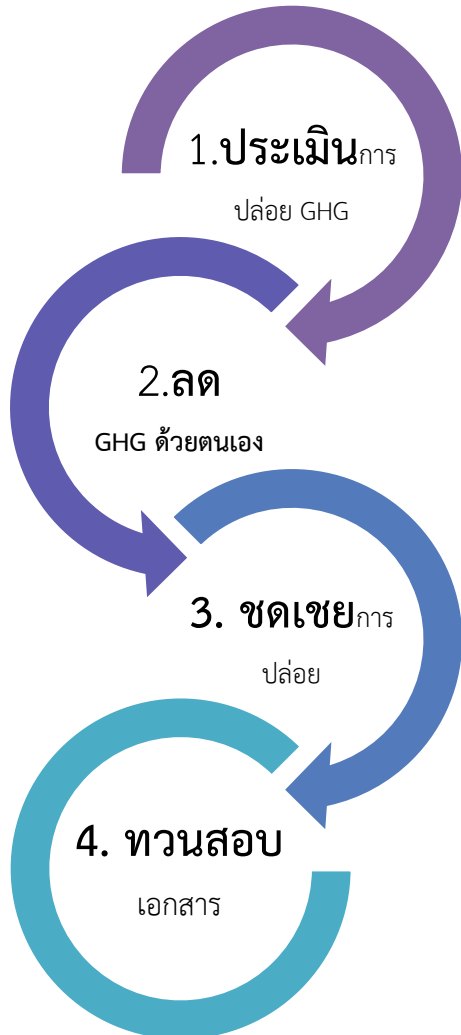 1.ประเมินการ
ปล่อย GHG
2.ลด
GHG ด้วยตนเอง
3. ชดเชยการ
ปล่อย
4. ทวนสอบ
เอกสาร